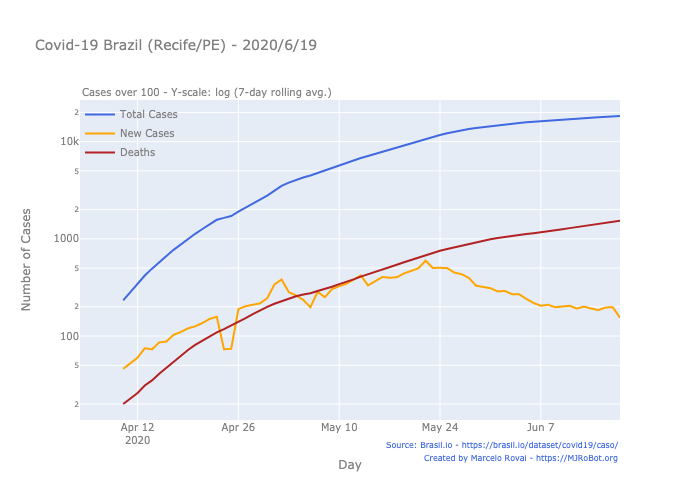 Covid-19 Brazil (Recife/PE) - 2020/6/19
Cases over 100 - Y-scale: log (7-day rolling avg.)
Total Cases
New Cases
Deaths
Number of Cases
2
10k
5
2
1000
5
2
100
5
2
Apr 12
2020
Apr 26
May 10
May 24
Jun 7
Day
Source: Brasil.io - https://brasil.io/dataset/covid19/caso/
Created by Marcelo Rovai - https://MJRoBot.org